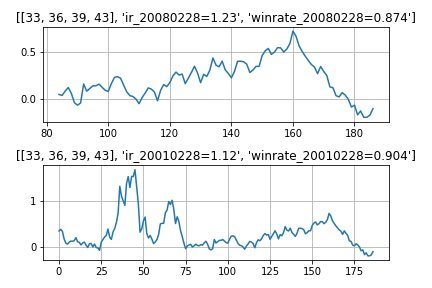 [[33, 36, 39, 43], 'ir_20080228=1.23', 'winrate_20080228=0.874']
0.5
0.0
80 100 120 140 160 180
[[33, 36, 39, 43], 'ir_20010228=1.12', 'winrate_20010228=0.904']
1
0
0 25 50 75 100 125 150 175